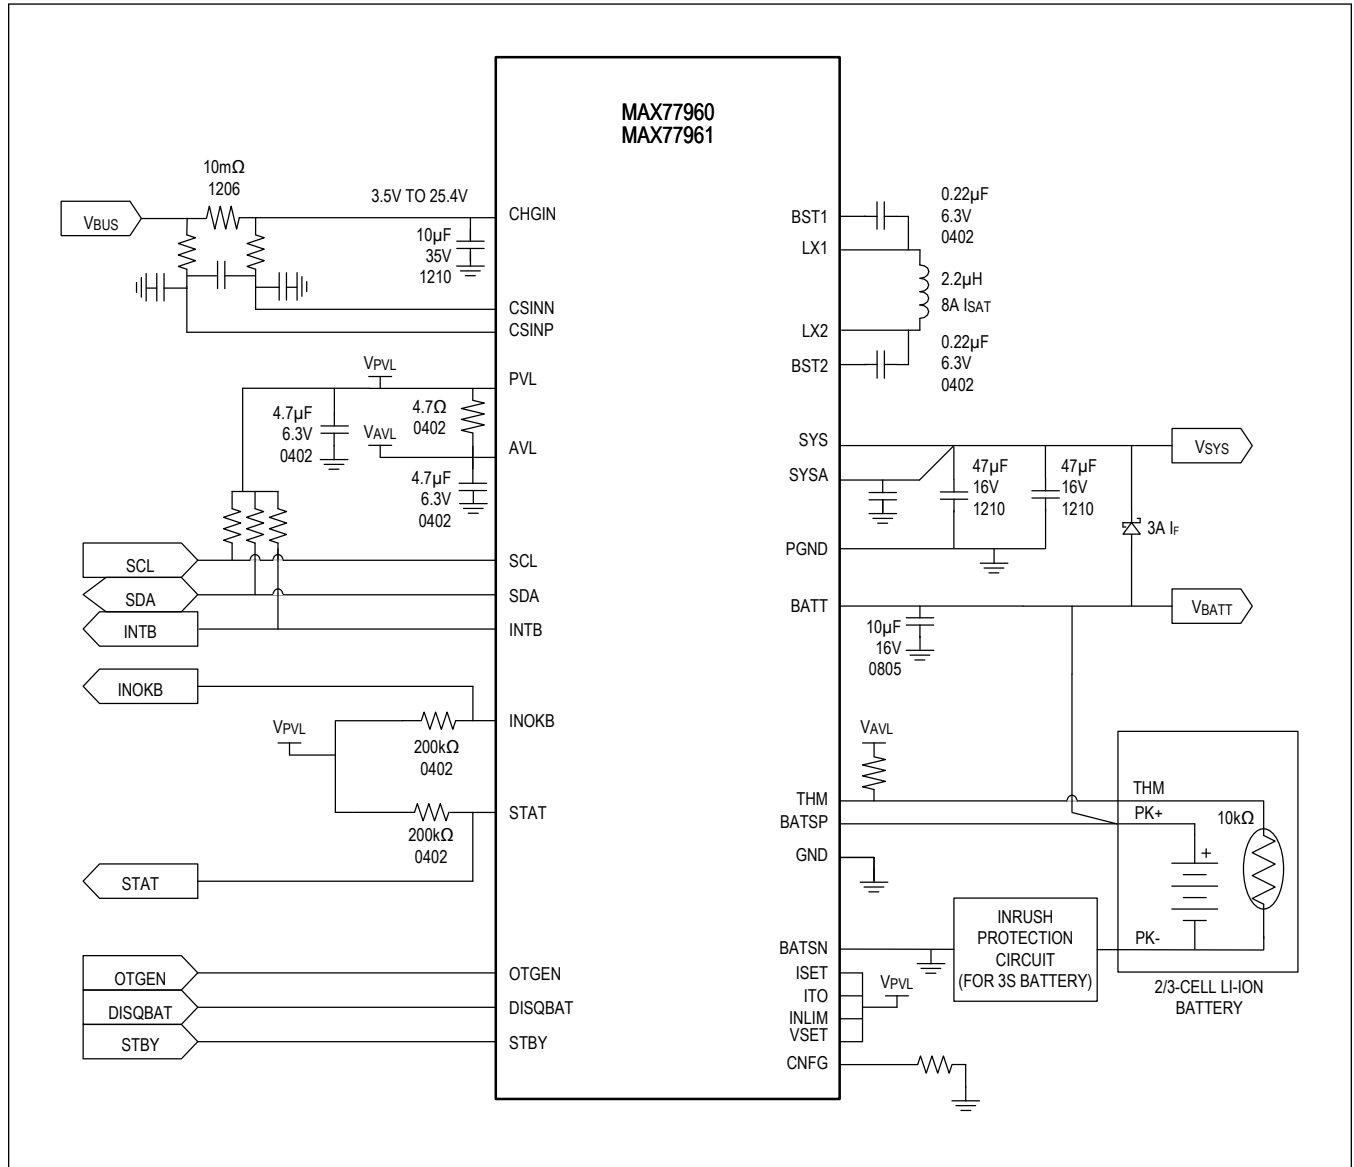 MAX77960
MAX77961
10mΩ
1206
3.5V TO 25.4V
VBUS
CHGIN
10µF
35V
1210
CSINN
CSINP
VPVL
PVL
4.7µF
6.3V
0402
4.7Ω
0402
VAVL
AVL
4.7µF
6.3V
0402
SCL
SCL
SDA
SDA
INTB
INTB
INOKB
INOKB
VPVL
200kΩ
0402
STAT
200kΩ
0402
STAT
OTGEN
OTGEN
DISQBAT
DISQBAT
STBY
STBY
BST1
0.22µF
6.3V
0402
LX1
2.2µH
8A ISAT
LX2
BST2
0.22µF
6.3V
0402
SYS
VSYS
SYSA
47µF
16V
1210
47µF
16V
1210
3A IF
PGND
BATT
VBATT
10µF
16V
0805
VAVL
THM
THM
BATSP
PK+
10kΩ
+
GND
INRUSH
PROTECTION
CIRCUIT
(FOR 3S BATTERY)
BATSN
PK-
2/3-CELL LI-ION
BATTERY
ISET
ITO
INLIM
VSET
VPVL
CNFG